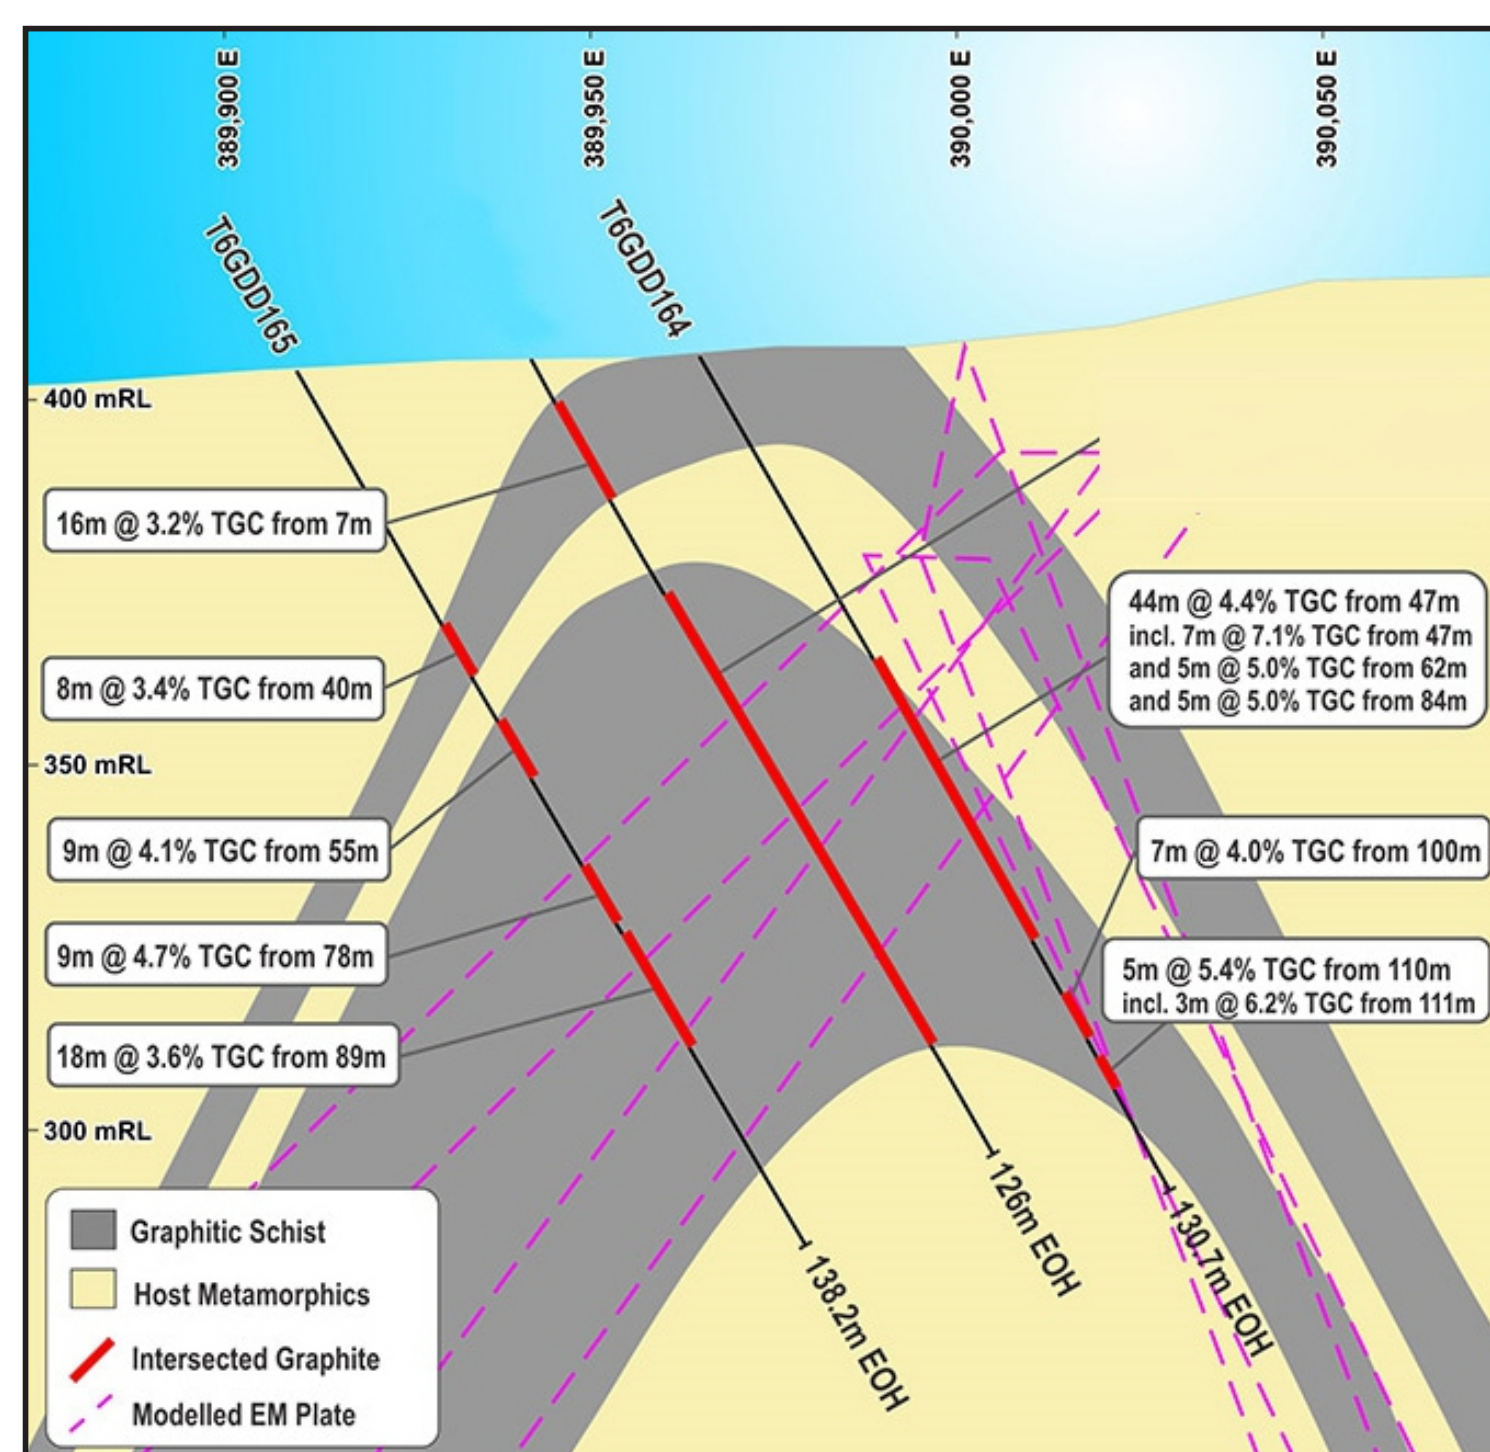 389,900 E
389,950 E
390,000 E
390,050 E
T6GDD165
T6GDD164
400 mRL
350 mRL
300 mRL
16m @ 3.2% TGC from 7m
8m @ 3.4% TGC from 40m
9m @ 4.1% TGC from 55m
9m @ 4.7% TGC from 78m
18m @ 3.6% TGC from 89m
44m @ 4.4% TGC from 47m
incl. 7m @ 7.1% TGC from 47m
and 5m @ 5.0% TGC from 62m
and 5m @ 5.0% TGC from 84m
7m @ 4.0% TGC from 100m
5m @ 5.4% TGC from 110m
incl. 3m @ 6.2% TGC from 111m
138.2m EOH
126m EOH
130.7m EOH
Graphitic Schist
Host Metamorphics
Intersected Graphite
Modelled EM Plate